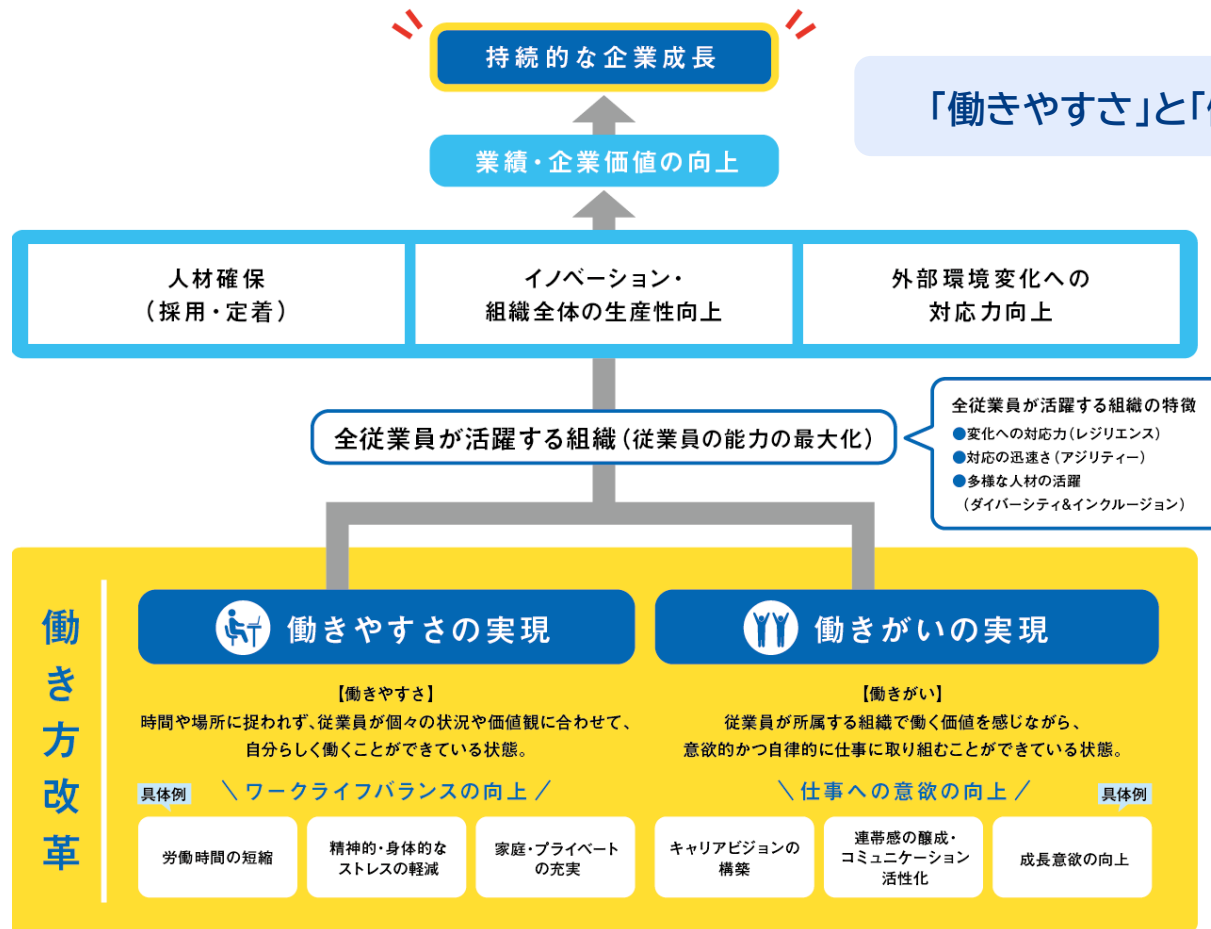 持続的な企業成長
「働きやすさ」と「
業績・企業価値の向上
人材確保
（採用・定着）
イノベーション・
組織全体の生産性向上
外部環境変化への
対応力向上
全従業員が活躍する組織（従業員の能力の最大化）
全従業員が活躍する組織の特徴
●変化への対応力（レジリエンス）
●対応の迅速さ（アジリティー）
●多様な人材の活躍
（ダイバーシティ&インクルージョン）
働き方改革
働きやすさの実現
【働きやすさ】
時間や場所に捉われず、従業員が個々の状況や価値観に合わせて、
自分らしく働くことができている状態。
＼ワークライフバランスの向上／
具体例
労働時間の短縮
精神的・身体的な
ストレスの軽減
家庭・プライベート
の充実
働きがいの実現
【働きがい】
従業員が所属する組織で働く価値を感じながら、
意欲的かつ自律的に仕事に取り組むことができている状態。
＼仕事への意欲の向上／
具体例
キャリアビジョンの
構築
連帯感の醸成・
コミュニケーション
活性化
成長意欲の向上